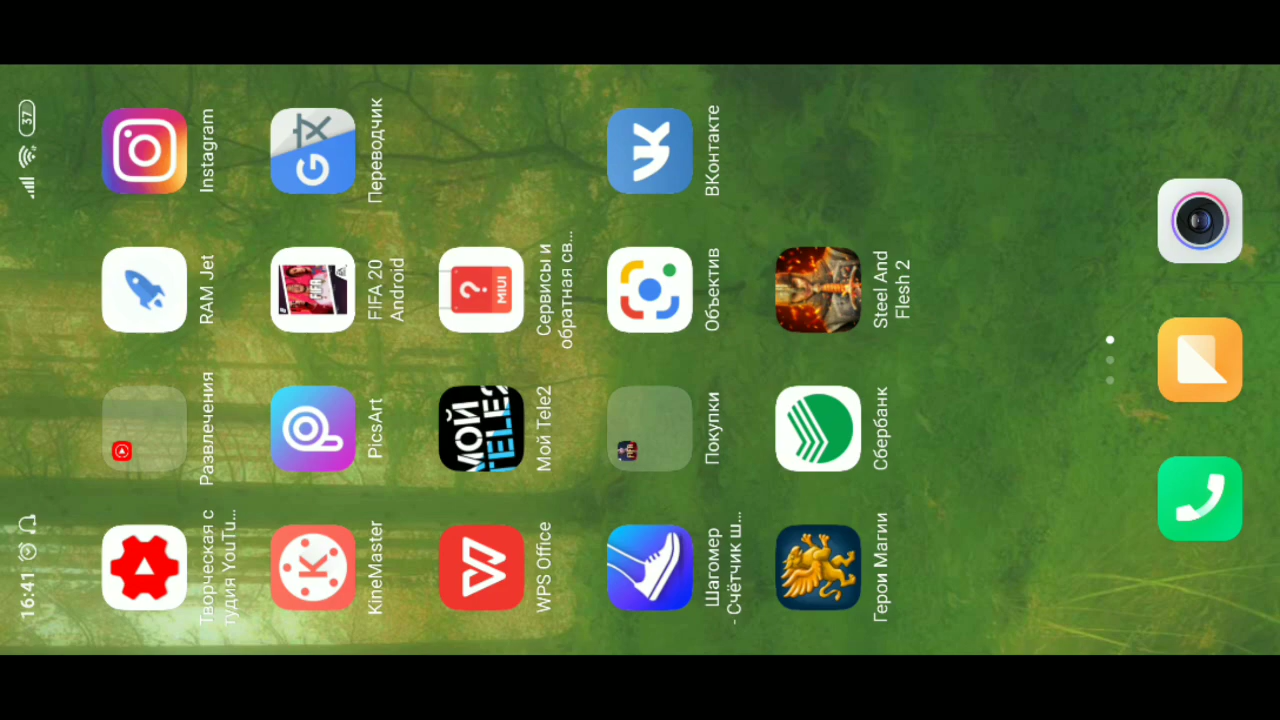 16:41
37
Творческая с
тудия YouTu...
Развлечения
RAM Jet
Instagram
KineMaster
PicsArt
FIFA
FIFA 20
Android
G
Переводчик
WPS Office
МОЙ
TELE2
Мой Tele2
?
MIUI
Сервисы и
обратная св...
Шагомер
- Счётчик ш...
FIFA
Покупки
Объектив
ВКонтакте
Герои Магии
Сбербанк
Steel And
Flesh 2